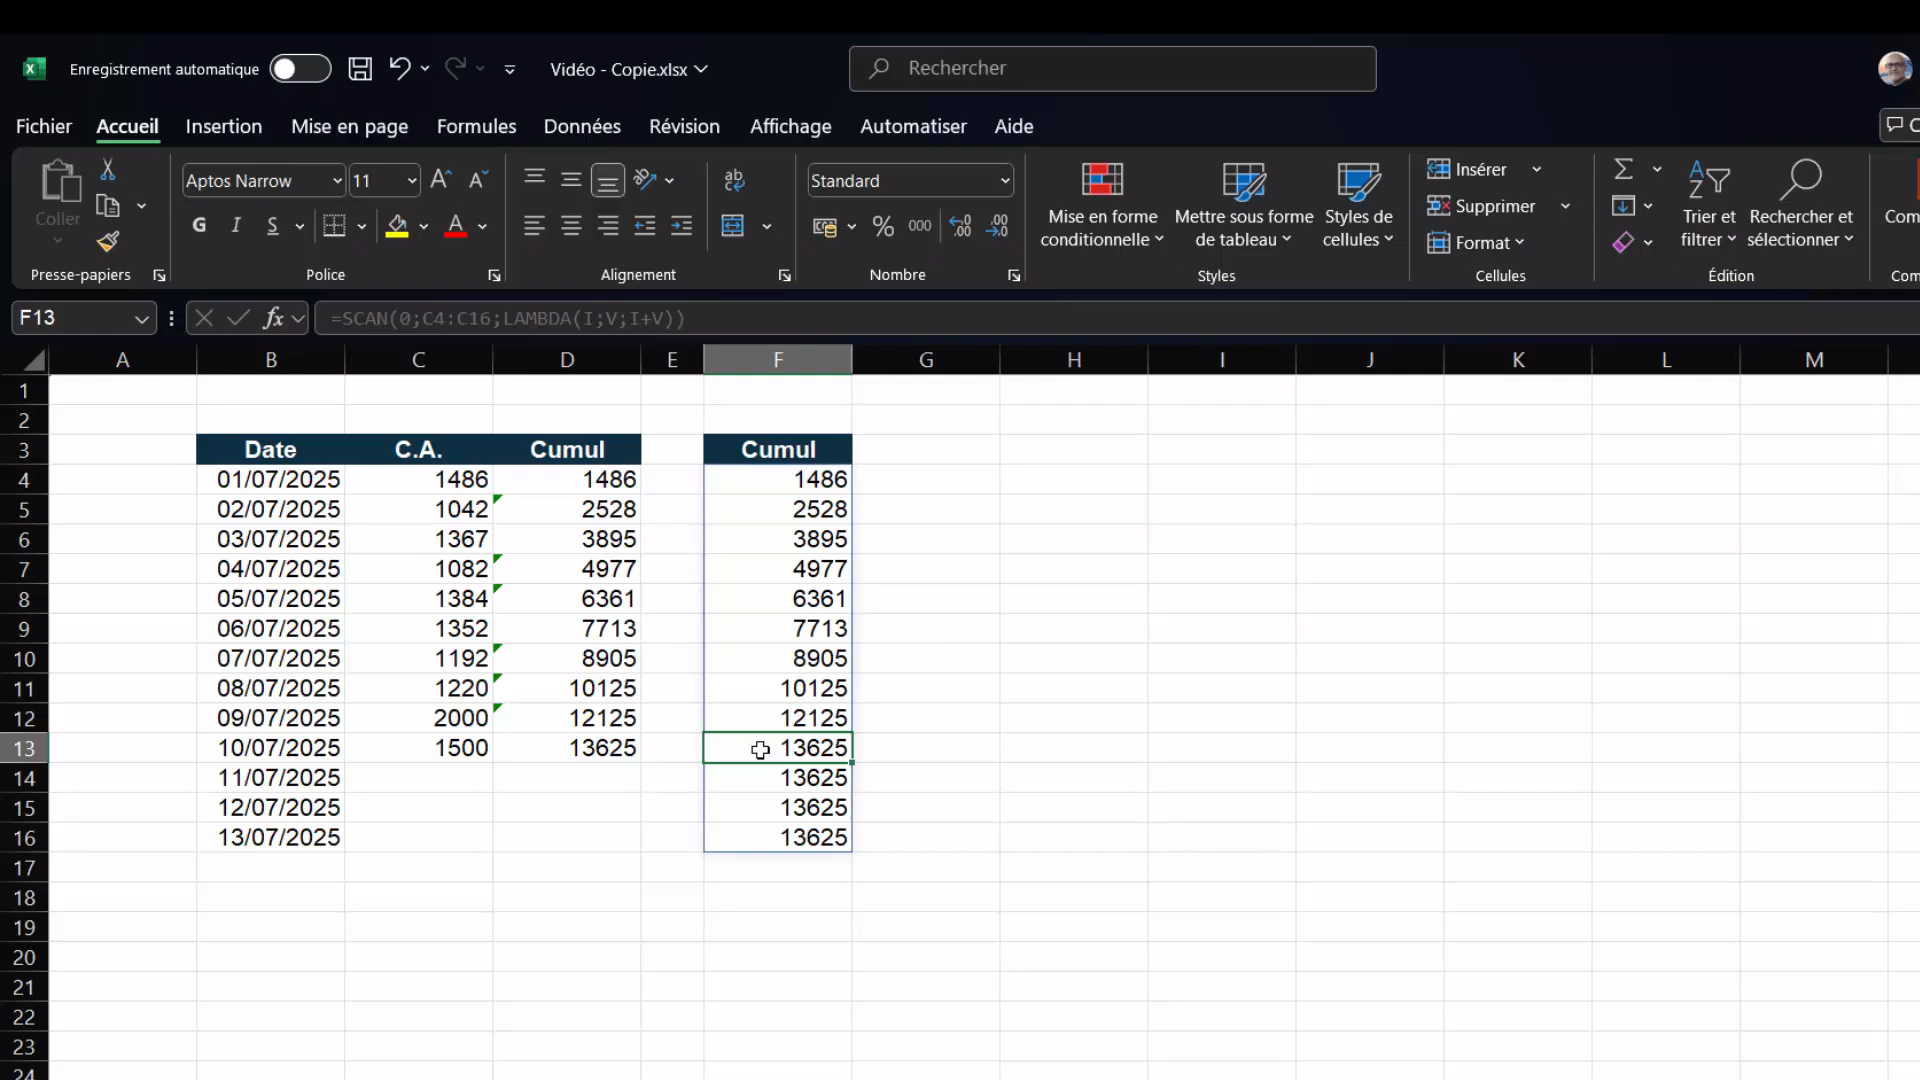 Enregistrement automatique
Vidéo - Copie.xlsx
Rechercher
Fichier Accueil Insertion Mise en page Formules Données Révision Affichage Automatiser Aide
Coller
Presse-papiers
Aptos Narrow 11
G I S
Police
ab
Alignement
Standard
% 000
Nombre
Mise en forme conditionnelle
Mettre sous forme de tableau
Styles de cellules
Styles
Insérer
Supprimer
Format
Cellules
Trier et filtrer
Rechercher et sélectionner
Édition
F13 fx =SCAN(0;C4:C16;LAMBDA(I;V;I+V))
A B C D E F G H I J K L M
1
2
3 Date C.A. Cumul Cumul
4 01/07/2025 1486 1486 1486
5 02/07/2025 1042 2528 2528
6 03/07/2025 1367 3895 3895
7 04/07/2025 1082 4977 4977
8 05/07/2025 1384 6361 6361
9 06/07/2025 1352 7713 7713
10 07/07/2025 1192 8905 8905
11 08/07/2025 1220 10125 10125
12 09/07/2025 2000 12125 12125
13 10/07/2025 1500 13625 13625
14 11/07/2025 13625
15 12/07/2025 13625
16 13/07/2025 13625
17
18
19
20
21
22
23
24